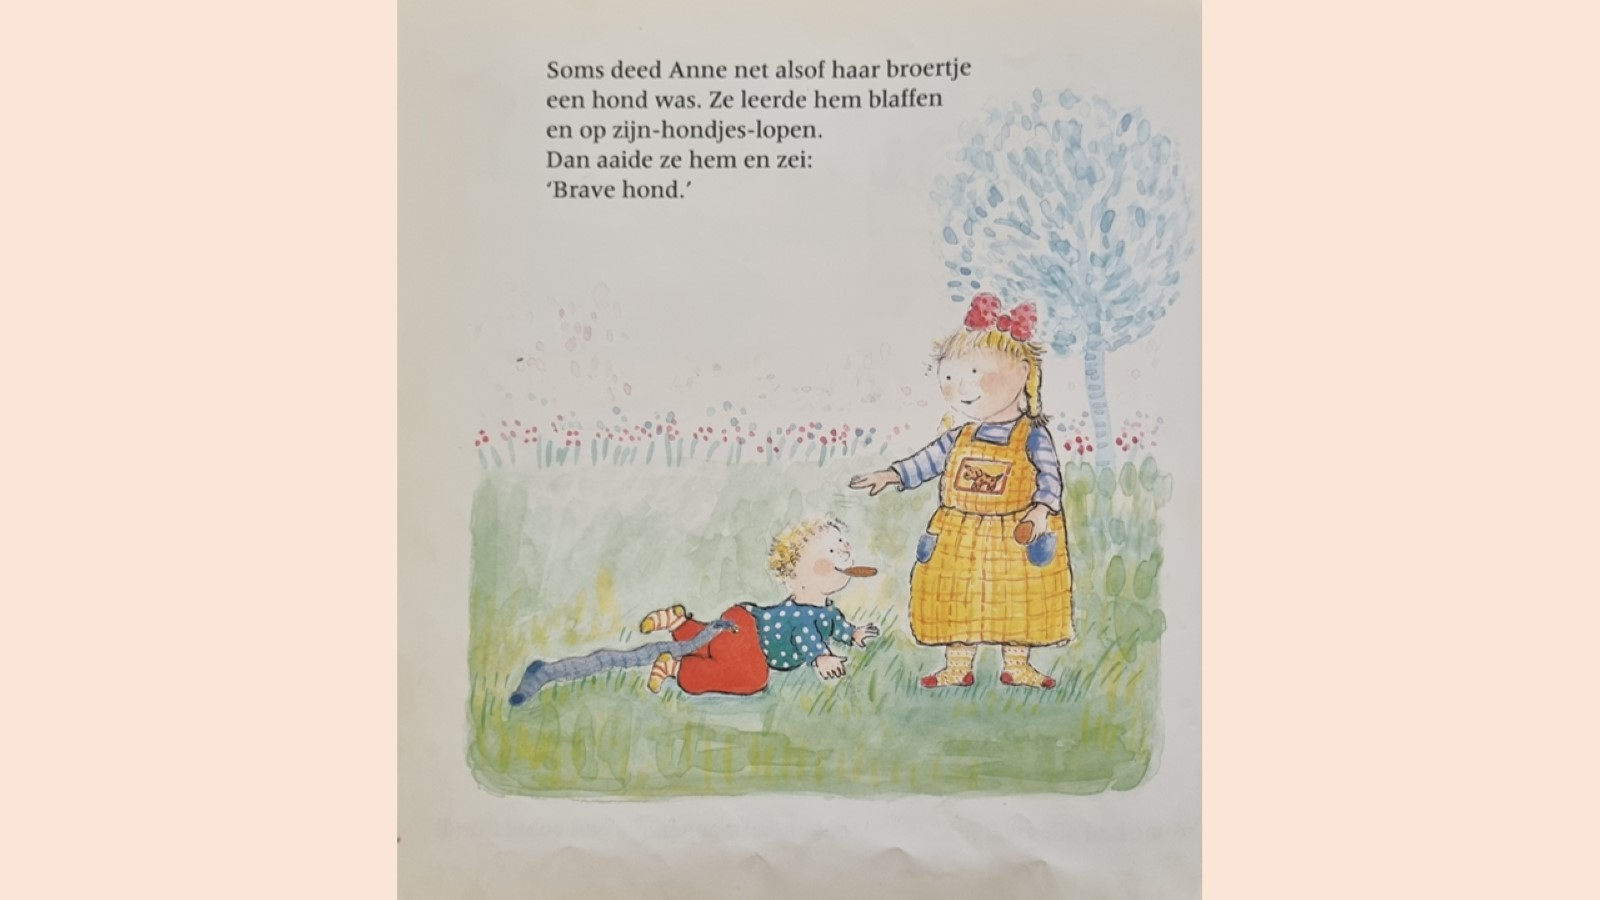 Soms deed Anne net alsof haar broertje
een hond was. Ze leerde hem blaffen
en op zijn-hondjes-lopen.
Dan aaide ze hem en zei:
‘Brave hond.’